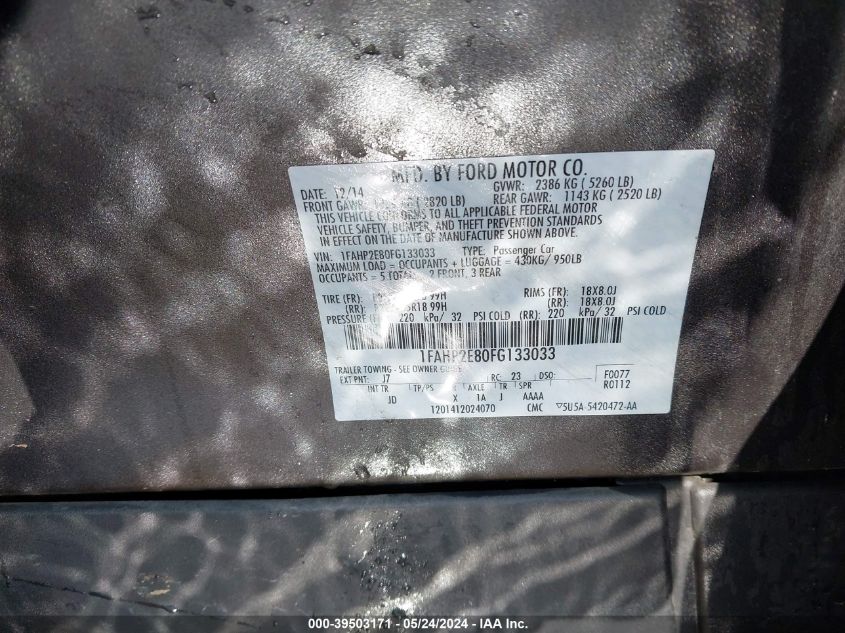 MFD. BY FORD MOTOR CO.
DATE: 12/14 GVWR: 2386 KG ( 5260 LB)
FRONT GAWR: KG ( 2820 LB) REAR GAWR: 1143 KG ( 2520 LB)
THIS VEHICLE CONFORMS TO ALL APPLICABLE FEDERAL MOTOR
VEHICLE SAFETY, BUMPER, AND THEFT PREVENTION STANDARDS
IN EFFECT ON THE DATE OF MANUFACTURE SHOWN ABOVE.
VIN: 1FAHP2E80FG133033 TYPE: Passenger Car
MAXIMUM LOAD = OCCUPANTS + LUGGAGE = 430KG/ 950LB
OCCUPANTS = 5 TOTAL, 2 FRONT, 3 REAR
TIRE (FR): 99H RIMS (FR): 18X8.0J
(RR): R18 99H (RR): 18X8.0J
PRESSURE (FR): 220 kPa/ 32 PSI COLD (RR): 220 kPa/ 32 PSI COLD
1FAHP2E80FG133033
TRAILER TOWING - SEE OWNER GUIDE
EXT PNT: J7 RC: 23 DSO: F0077
INT TR TP/PS AXLE TR SPR R0112
JD X 1A J AAAA
1201412024070 CMC 5U5A-5420472-AA
000-39503171 - 05/24/2024 - IAA Inc.